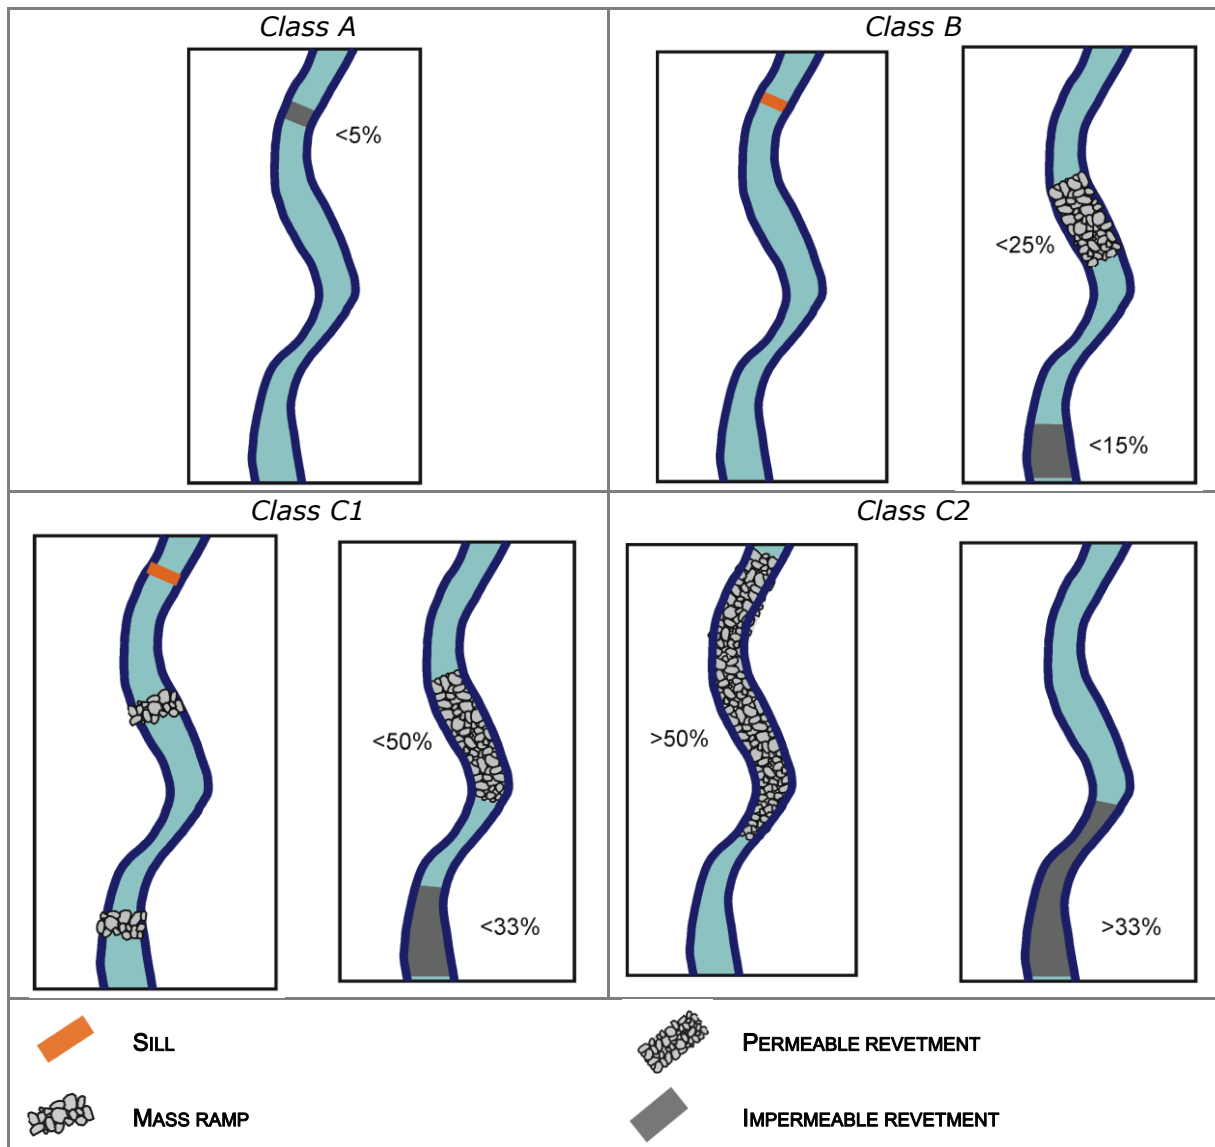 Class A
<5%
Class B
<25%
<15%
Class C1
<50%
<33%
Class C2
>50%
>33%
SILL
PERMEABLE REVETMENT
MASS RAMP
IMPERMEABLE REVETMENT